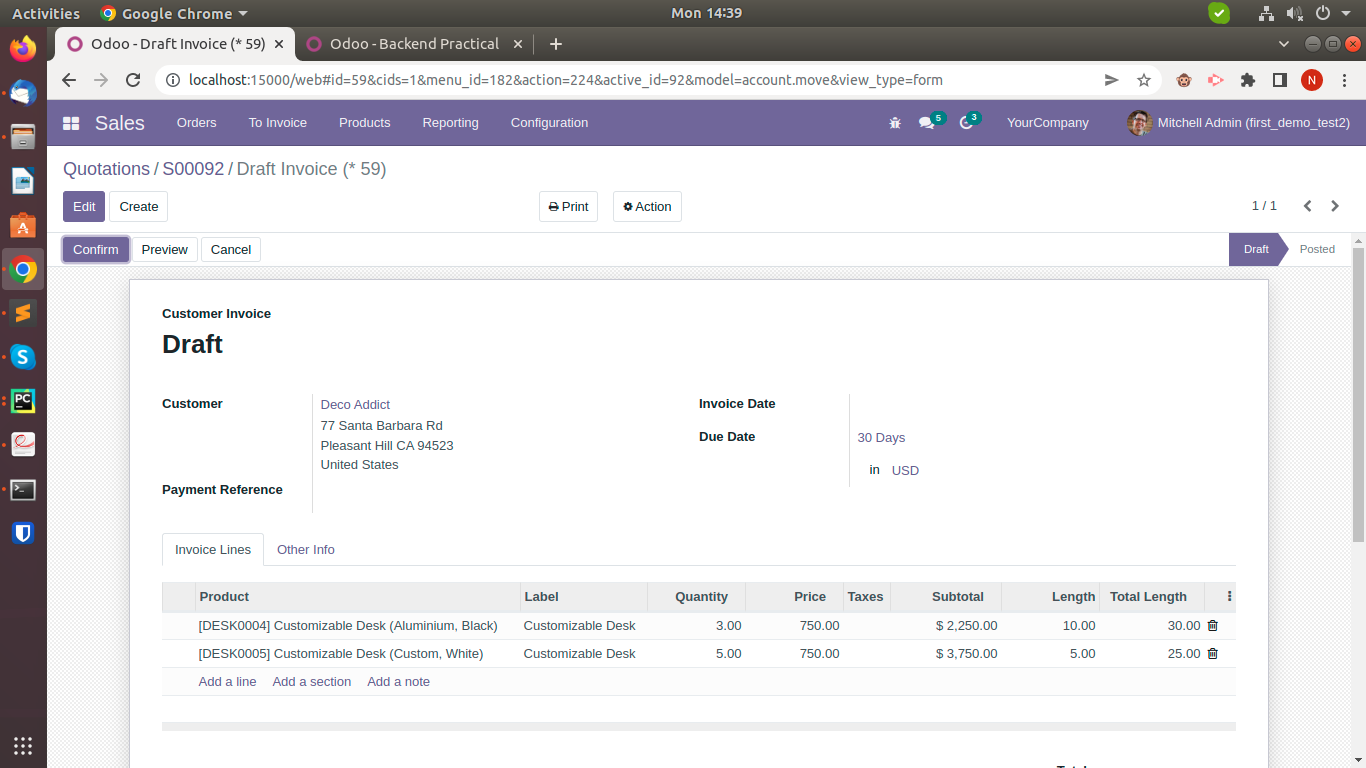 Activities Google Chrome Mon 14:39
Odoo - Draft Invoice (* 59) Odoo - Backend Practical
localhost:15000/web#id=59&cids=1&menu_id=182&action=224&active_id=92&model=account.move&view_type=form N
Sales Orders To Invoice Products Reporting Configuration 5 3 YourCompany Mitchell Admin (first_demo_test2)
Quotations / S00092 / Draft Invoice (* 59)
Edit Create Print Action 1 / 1
Confirm Preview Cancel Draft Posted
Customer Invoice
Draft
Customer Deco Addict Invoice Date
77 Santa Barbara Rd
Pleasant Hill CA 94523 Due Date 30 Days
United States in USD
Payment Reference
Invoice Lines Other Info
Product Label Quantity Price Taxes Subtotal Length Total Length
[DESK0004] Customizable Desk (Aluminium, Black) Customizable Desk 3.00 750.00 $ 2,250.00 10.00 30.00
[DESK0005] Customizable Desk (Custom, White) Customizable Desk 5.00 750.00 $ 3,750.00 5.00 25.00
Add a line Add a section Add a note